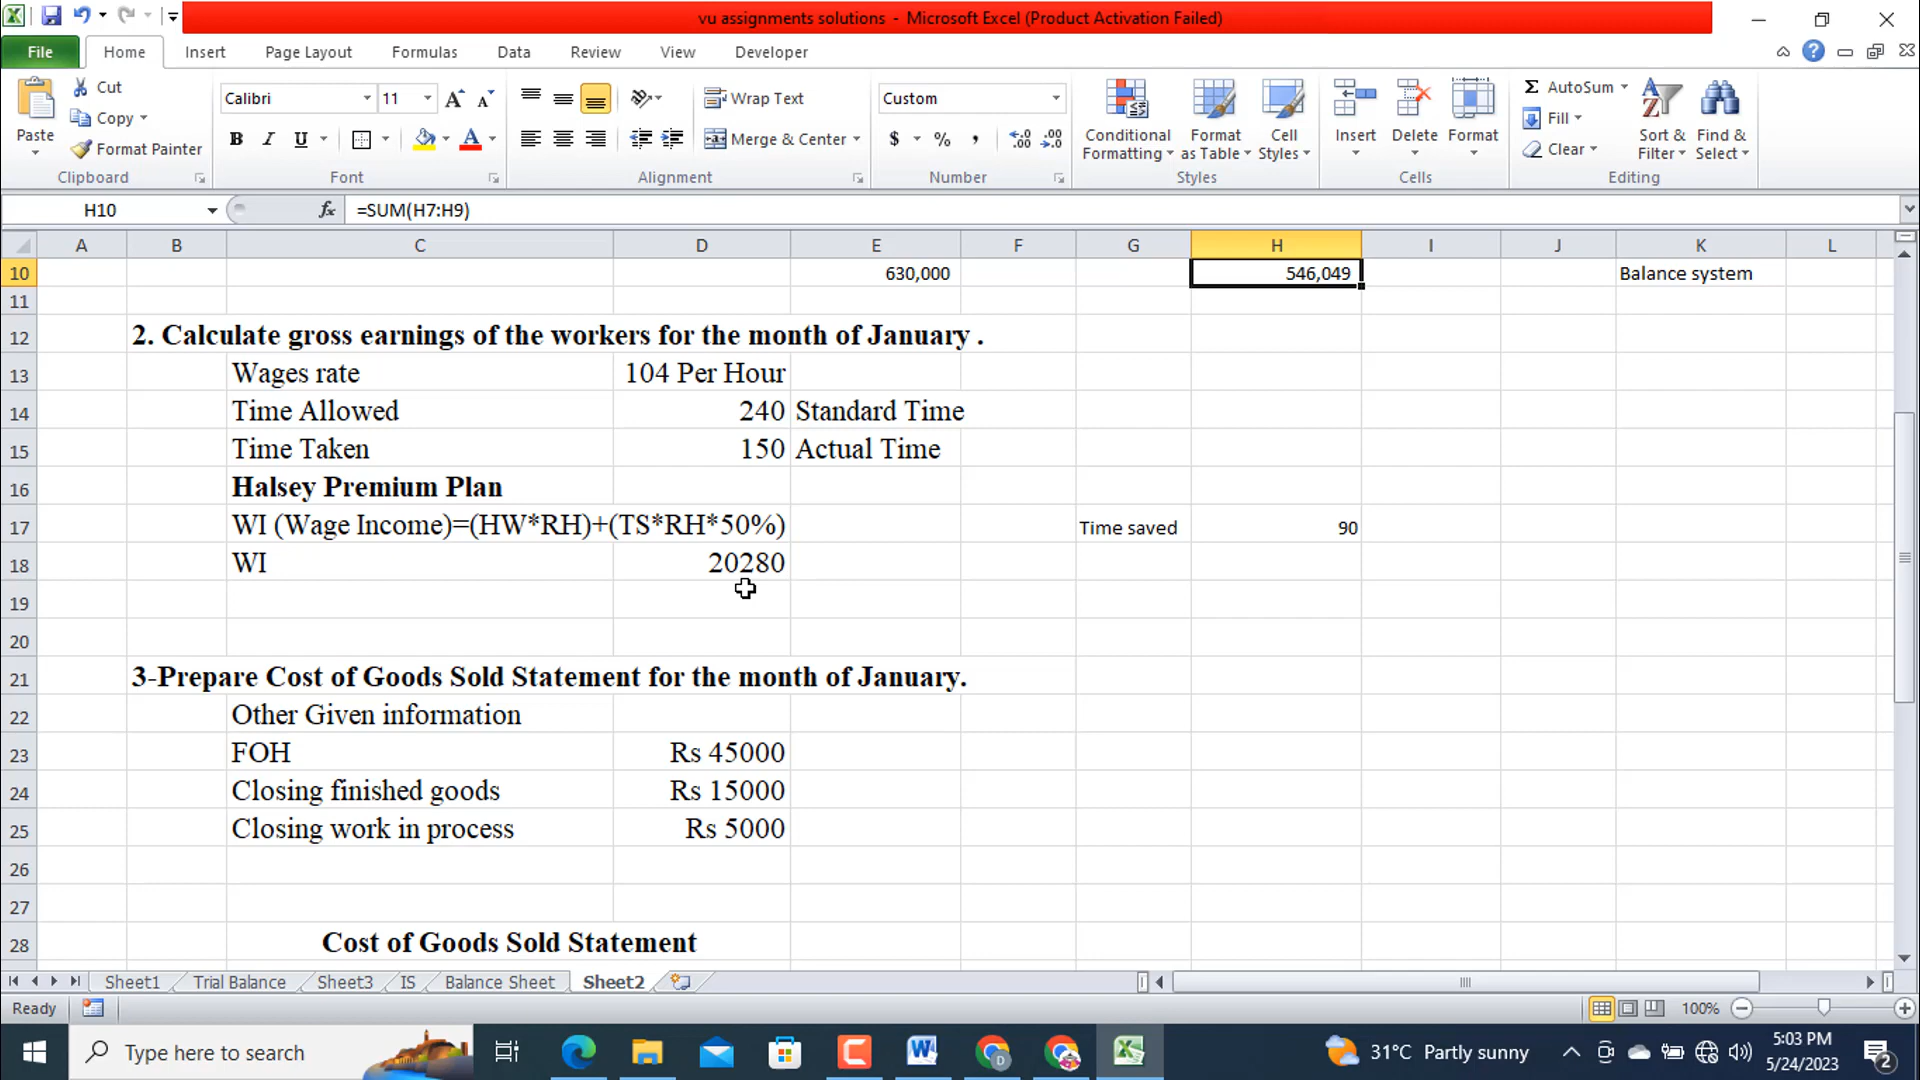 vu assignments solutions - Microsoft Excel (Product Activation Failed)
File Home Insert Page Layout Formulas Data Review View Developer
Paste
Cut
Copy
Format Painter
Clipboard
Calibri 11
B I U
Font
Wrap Text
Merge & Center
Alignment
Custom
$ % ,
Number
Conditional Formatting
Format as Table
Cell Styles
Styles
Insert Delete Format
Cells
AutoSum
Fill
Clear
Sort & Filter
Find & Select
Editing
H10 fx =SUM(H7:H9)
A B C D E F G H I J K L
10 630,000 546,049 Balance system
11
12 2. Calculate gross earnings of the workers for the month of January .
13 Wages rate 104 Per Hour
14 Time Allowed 240 Standard Time
15 Time Taken 150 Actual Time
16 Halsey Premium Plan
17 WI (Wage Income)=(HW*RH)+(TS*RH*50%) Time saved 90
18 WI 20280
19
20
21 3-Prepare Cost of Goods Sold Statement for the month of January.
22 Other Given information
23 FOH Rs 45000
24 Closing finished goods Rs 15000
25 Closing work in process Rs 5000
26
27
28 Cost of Goods Sold Statement
Sheet1 Trial Balance Sheet3 IS Balance Sheet Sheet2
Ready 100%
Type here to search
31°C Partly sunny
5:03 PM
5/24/2023
2